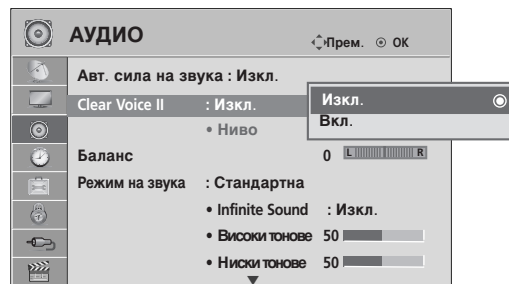 АУДИО
Прем. OK
Авт. сила на звука : Изкл.
Clear Voice II : Изкл.
• Ниво
Изкл.
Вкл.
Баланс 0 L R
Режим на звука : Стандартна
• Infinite Sound : Изкл.
• Високи тонове 50
• Ниски тонове 50